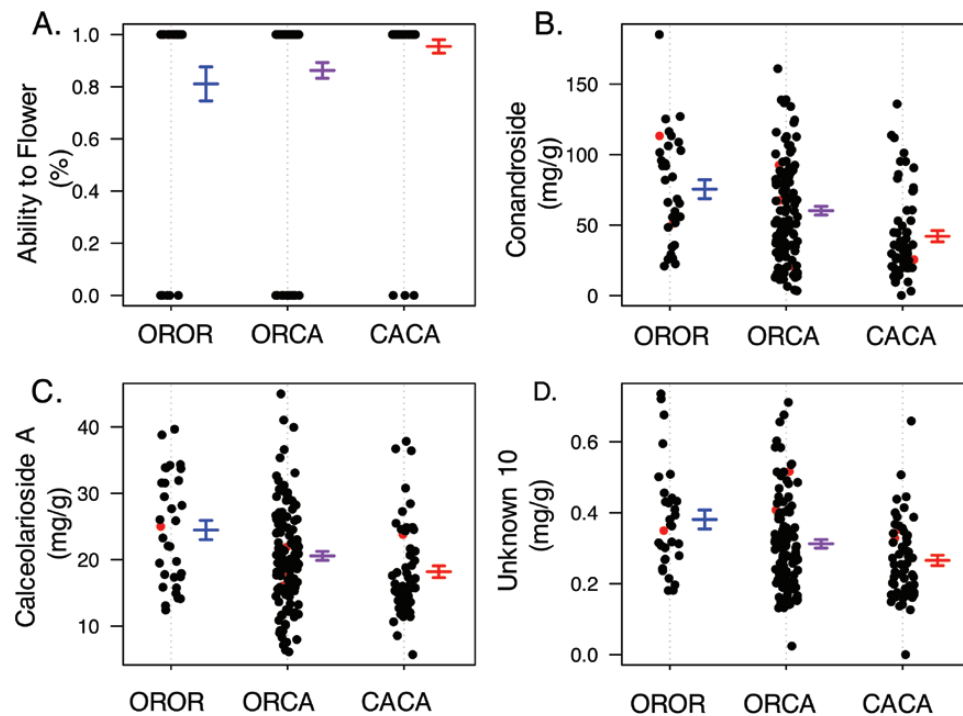 A.
Ability to Flower
(%)
1.0
0.8
0.6
0.4
0.2
0.0
OROR ORCA CACA
B.
Conandroside
(mg/g)
150
100
50
0
OROR ORCA CACA
C.
Calceolarioside A
(mg/g)
40
30
20
10
OROR ORCA CACA
D.
Unknown 10
(mg/g)
0.6
0.4
0.2
0.0
OROR ORCA CACA